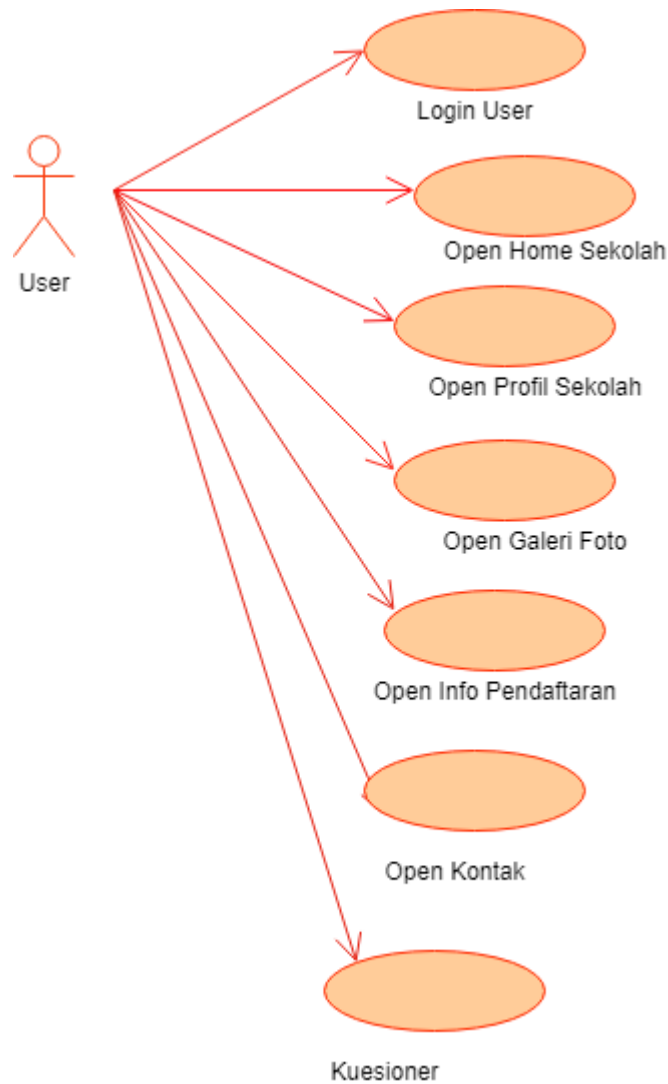 Login User
Open Home Sekolah
User
Open Profil Sekolah
Open Galeri Foto
Open Info Pendaftaran
Open Kontak
Kuesioner